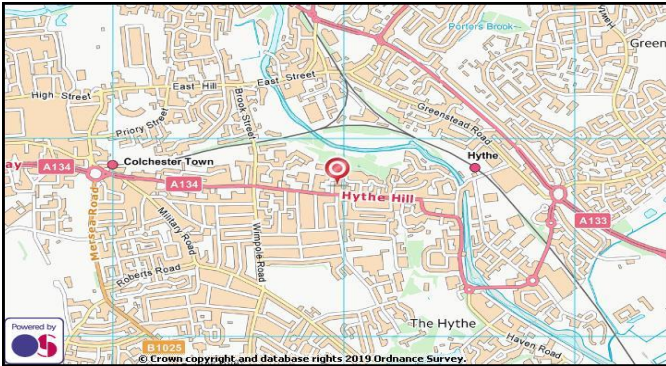 Porters Brook
Green
High Street
East Hill
East Street
Brook Street
Priory Street
Greenstead Road
Colchester Town
Hythe
ay
A134
A134
Hythe Hill
A133
Mersea Road
Military Road
Wimpole Road
Roberts Road
The Hythe
Haven Road
B1025
Powered by
OS
© Crown copyright and database rights 2019 Ordnance Survey.